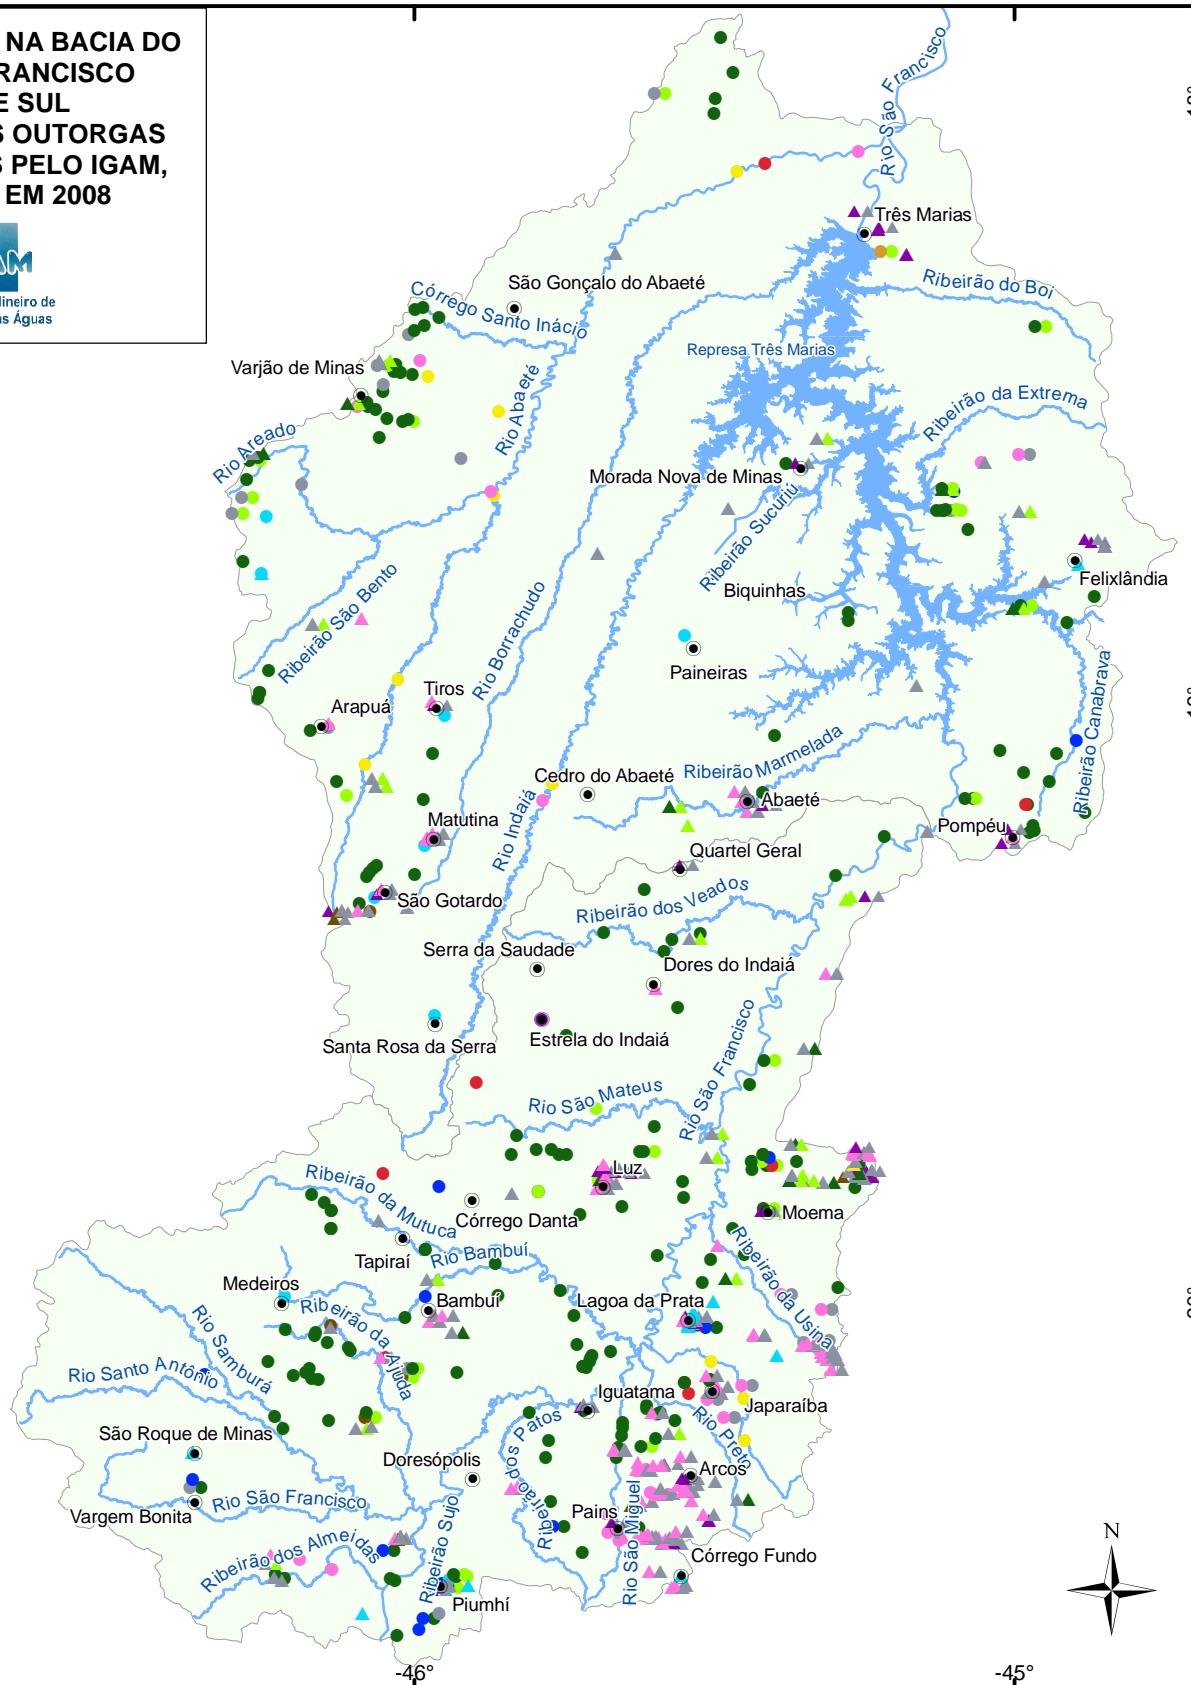 NA BACIA DO
RANCISCO
E SUL
S OUTORGAS
S PELO IGAM,
EM 2008
AM
lineiro de
as Águas
Rio São Francisco
Três Marias
São Gonçalo do Abaeté
Ribeirão do Boi
Córrego Santo Inácio
Represa Três Marias
Varjão de Minas
Rio Abaeté
Ribeirão da Extrema
Rio Areado
Morada Nova de Minas
Ribeirão Sucuriú
Biquinhas
Felixlândia
Ribeirão São Bento
Rio Borrachudo
Paineiras
Tiros
Arapuá
Ribeirão Canabrava
Ribeirão Marmelada
Cedro do Abaeté
Abaeté
Rio Indaiá
Matutina
Pompéu
Quartel Geral
São Gotardo
Ribeirão dos Veados
Serra da Saudade
Dores do Indaiá
Estrela do Indaiá
Santa Rosa da Serra
Rio São Francisco
Rio São Mateus
Luz
Ribeirão da Mutuca
Córrego Danta
Moema
Tapiraí
Rio Bambuí
Medeiros
Bambuí
Lagoa da Prata
Ribeirão da Usina
Ribeirão da Ajuda
Rio Samburá
Rio Santo Antônio
Iguatama
Japaraíba
Ribeirão dos Patos
Rio Preto
São Roque de Minas
Doresópolis
Arcos
Rio São Francisco
Vargem Bonita
Pains
Rio São Miguel
Ribeirão Sujo
Ribeirão dos Almeidas
Córrego Fundo
Piumhí
N
-46°
-45°